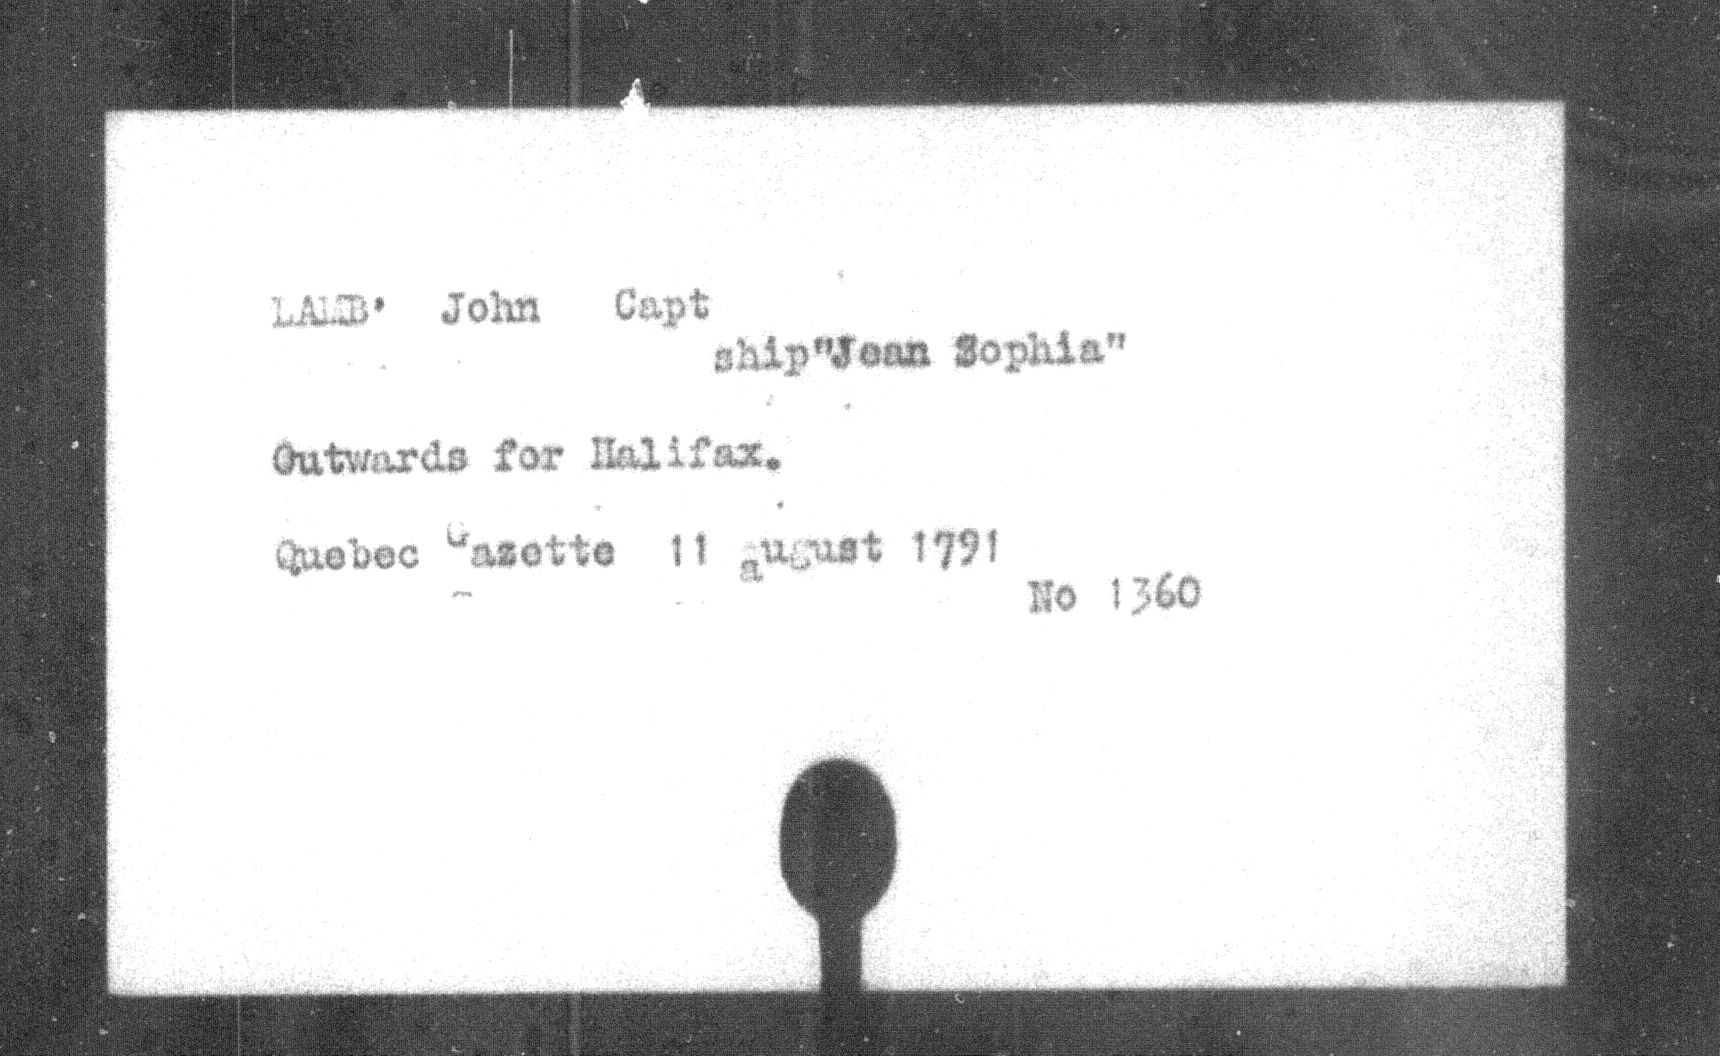 LAMB' John Capt
ship"Jean Sophia"
Outwards for Halifax.
Quebec Gazette 11 august 1791
No 1360